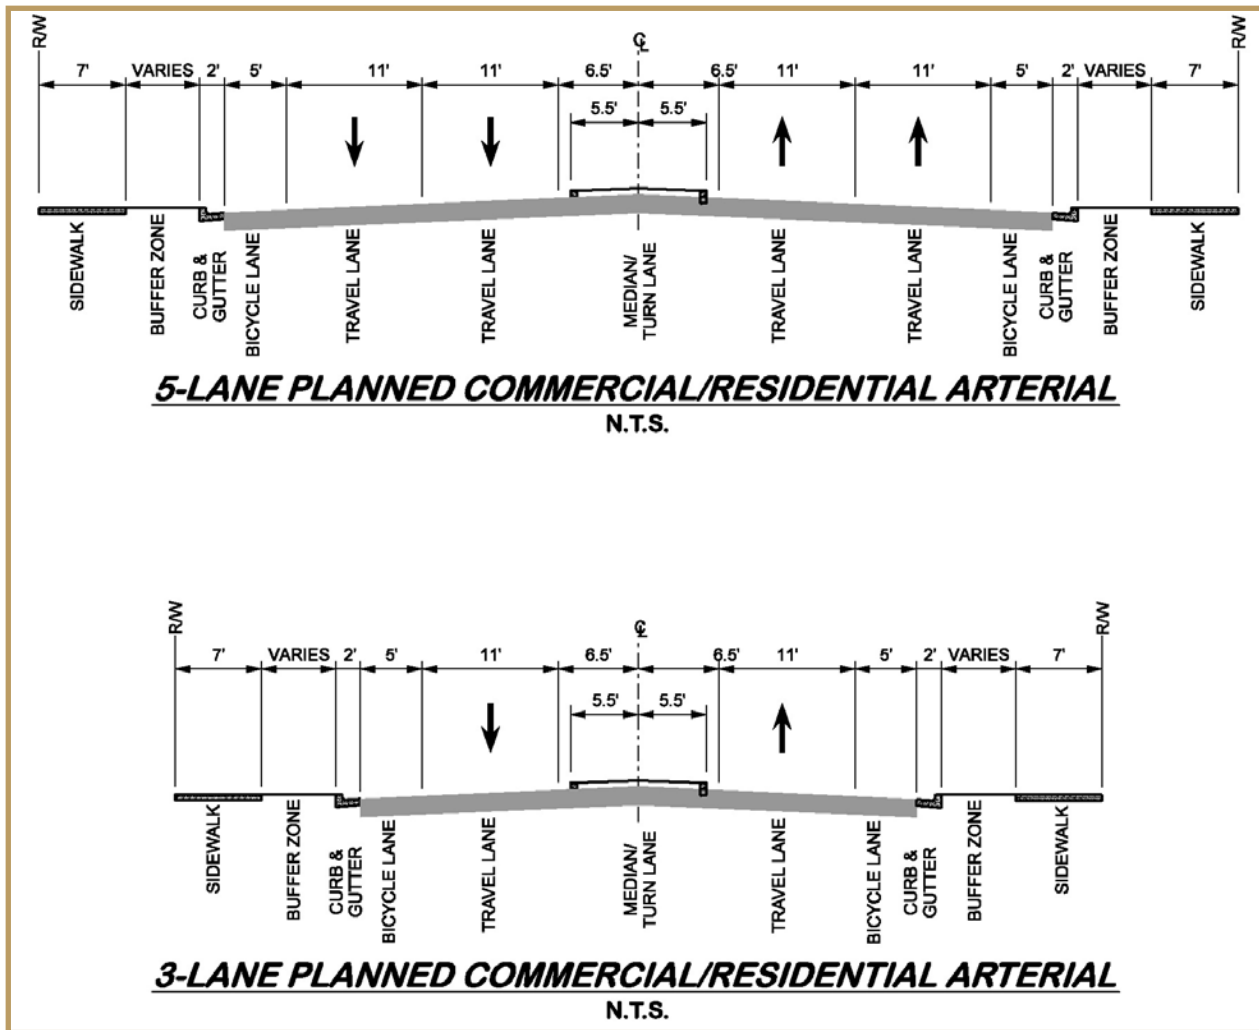 R/W ℄ R/W
7' VARIES 2' 5' 11' 11' 6.5' 6.5' 11' 11' 5' 2' VARIES 7'
5.5' 5.5'
SIDEWALK
BUFFER ZONE
CURB &
GUTTER
BICYCLE LANE
TRAVEL LANE
TRAVEL LANE
MEDIAN/
TURN LANE
TRAVEL LANE
TRAVEL LANE
BICYCLE LANE
CURB &
GUTTER
BUFFER ZONE
SIDEWALK
5-LANE PLANNED COMMERCIAL/RESIDENTIAL ARTERIAL
N.T.S.
R/W ℄ R/W
7' VARIES 2' 5' 11' 6.5' 6.5' 11' 5' 2' VARIES 7'
5.5' 5.5'
SIDEWALK
BUFFER ZONE
CURB &
GUTTER
BICYCLE LANE
TRAVEL LANE
MEDIAN/
TURN LANE
TRAVEL LANE
BICYCLE LANE
CURB &
GUTTER
BUFFER ZONE
SIDEWALK
3-LANE PLANNED COMMERCIAL/RESIDENTIAL ARTERIAL
N.T.S.